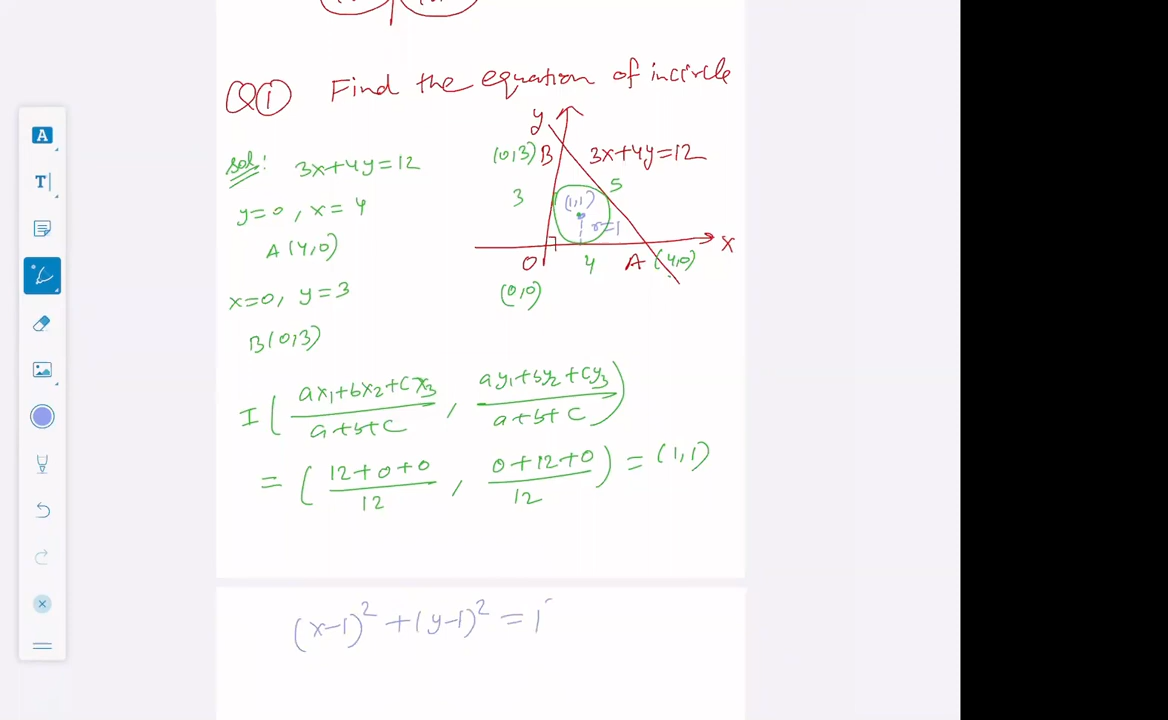 Q① Find the equation of incircle
Sol: 3x+4y=12
y=0, x=4
A(4,0)
x=0, y=3
B(0,3)
y
(0,3) B 3x+4y=12
3 (1,1) 5
r=1
O 4 A (4,0) x
(0,0)
I ( (ax₁+bx₂+cx₃)/(a+b+c) , (ay₁+by₂+cy₃)/(a+b+c) )
= ( (12+0+0)/12 , (0+12+0)/12 ) = (1,1)
(x-1)² + (y-1)² = 1
A
T